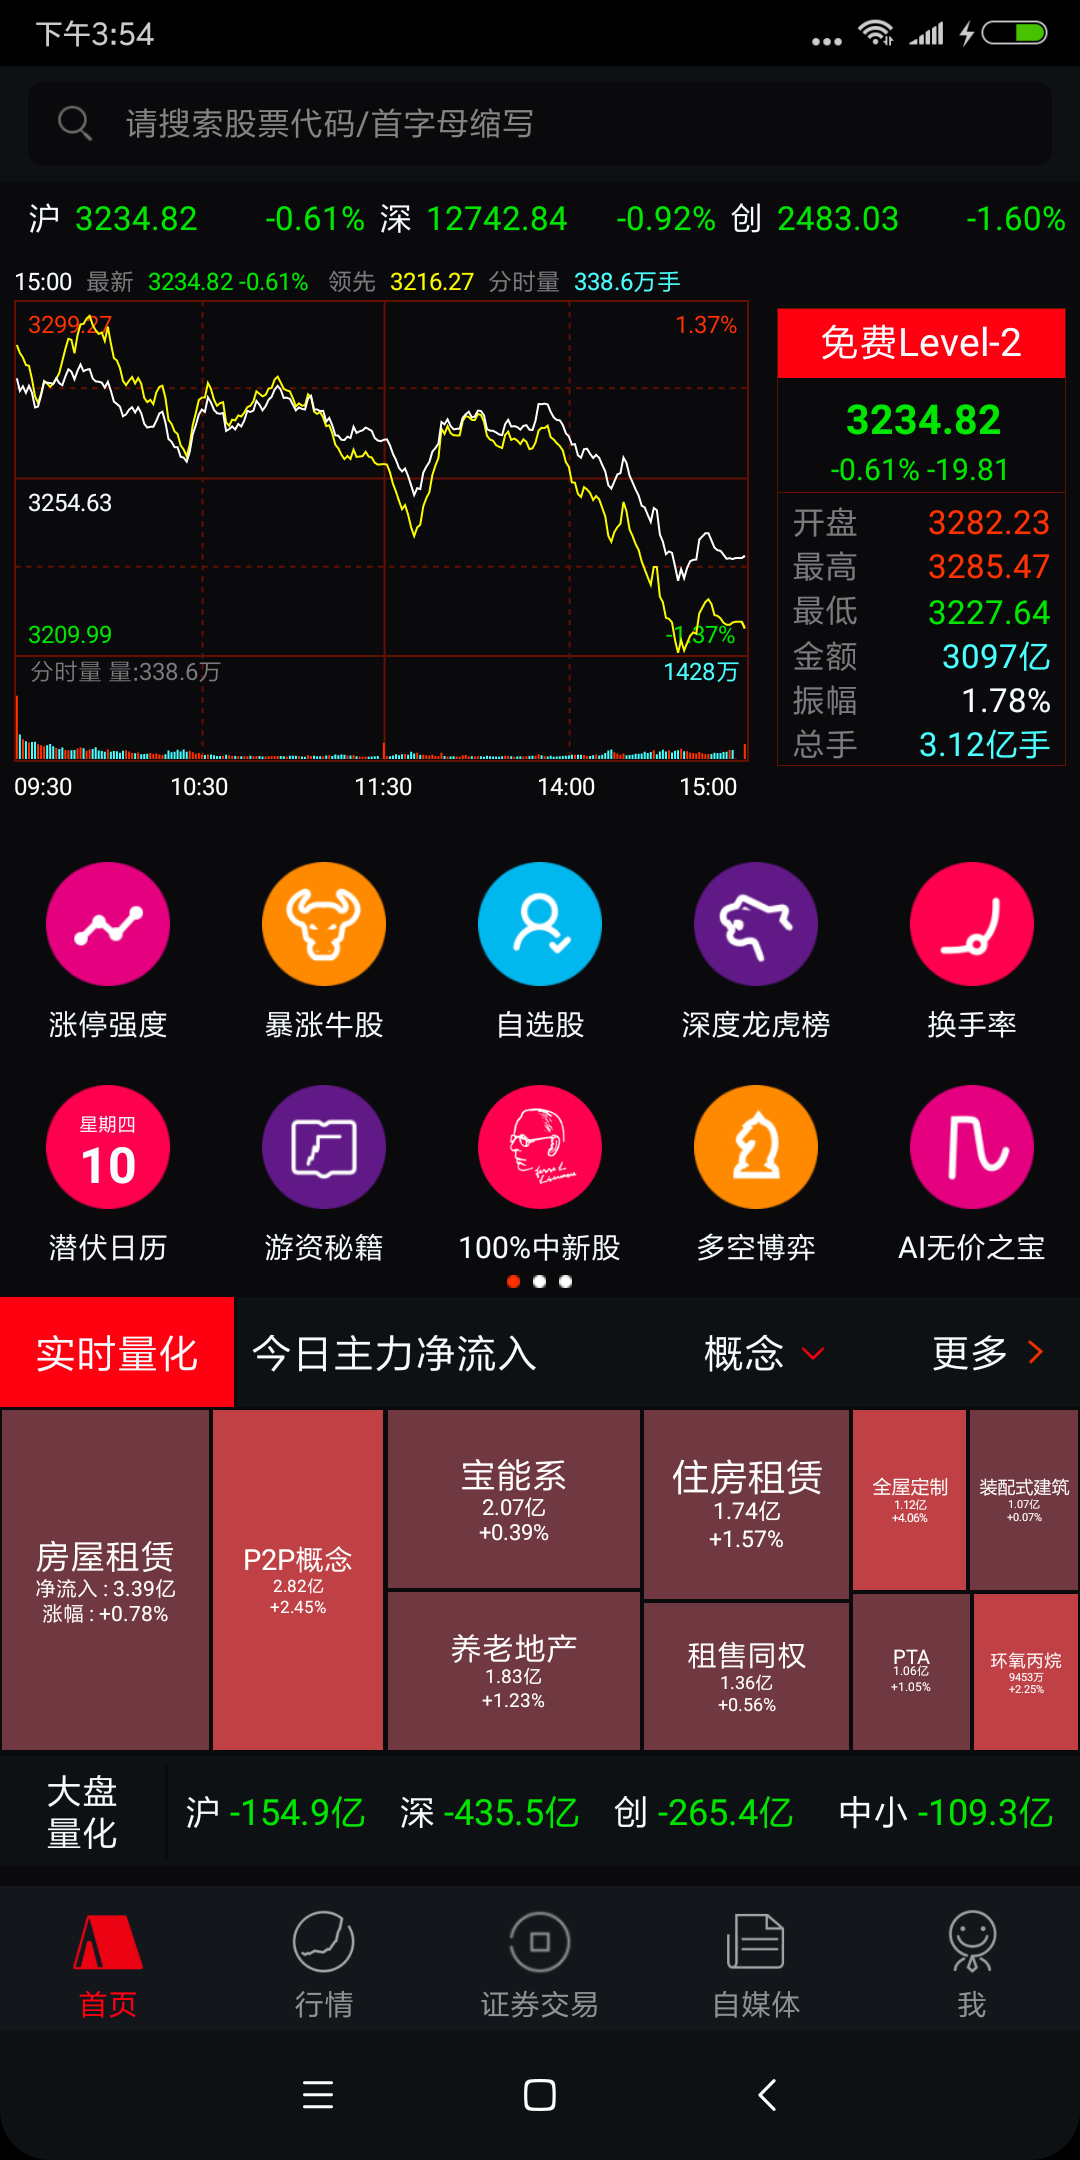 下午3:54
请搜索股票代码/首字母缩写
沪 3234.82 -0.61% 深 12742.84 -0.92% 创 2483.03 -1.60%
15:00 最新 3234.82 -0.61% 领先 3216.27 分时量 338.6万手
3299.27 1.37%
3254.63
3209.99 -1.37%
分时量 量:338.6万 1428万
09:30 10:30 11:30 14:00 15:00
免费Level-2
3234.82
-0.61% -19.81
开盘 3282.23
最高 3285.47
最低 3227.64
金额 3097亿
振幅 1.78%
总手 3.12亿手
涨停强度 暴涨牛股 自选股 深度龙虎榜 换手率
星期四
10
潜伏日历 游资秘籍 100%中新股 多空博弈 AI无价之宝
实时量化 今日主力净流入 概念 更多
房屋租赁
净流入 : 3.39亿
涨幅 : +0.78%
P2P概念
2.82亿
+2.45%
宝能系
2.07亿
+0.39%
养老地产
1.83亿
+1.23%
住房租赁
1.74亿
+1.57%
租售同权
1.36亿
+0.56%
全屋定制
1.12亿
+4.06%
装配式建筑
1.07亿
+0.07%
PTA
1.06亿
+1.05%
环氧丙烷
9453万
+2.25%
大盘
量化
沪 -154.9亿 深 -435.5亿 创 -265.4亿 中小 -109.3亿
首页 行情 证券交易 自媒体 我